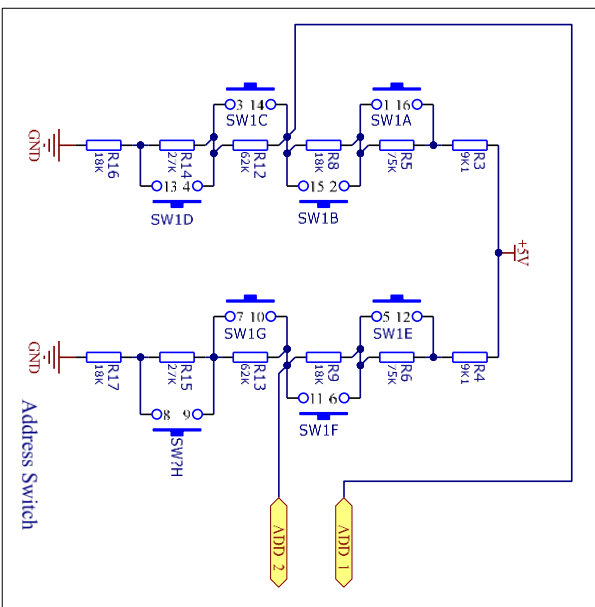 3 14
SW1C
1 16
SW1A
GND
R16
18K
R14
27K
R12
62K
R8
18K
R5
75K
R3
9K1
13 4
SW1D
15 2
SW1B
+5V
7 10
SW1G
5 12
SW1E
GND
R17
18K
R15
27K
R13
62K
R9
18K
R6
75K
R4
9K1
8 9
SW?H
11 6
SW1F
Address Switch
ADD 2
ADD 1